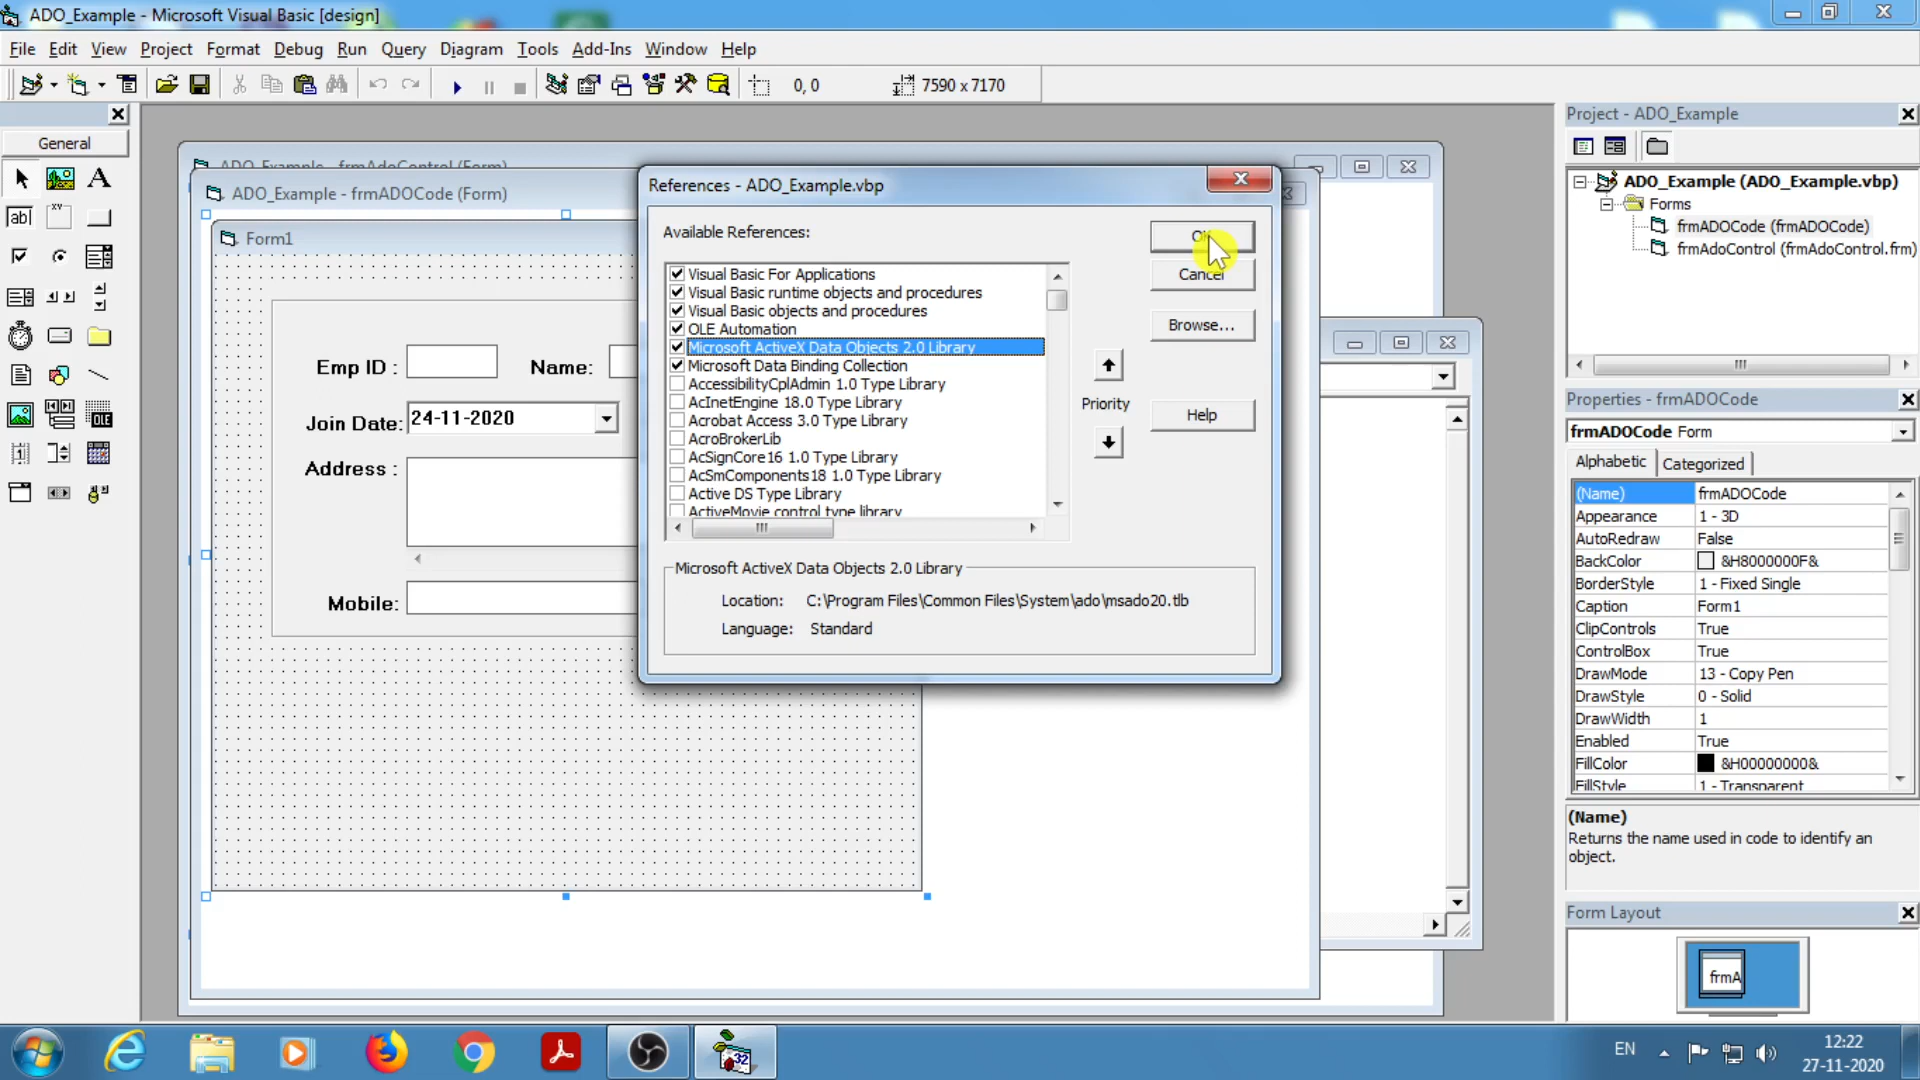 ADO_Example - Microsoft Visual Basic [design]
File Edit View Project Format Debug Run Query Diagram Tools Add-Ins Window Help
0, 0 7590 x 7170
General
ADO_Example - frmAdoControl (Form)
ADO_Example - frmADOCode (Form)
Form1
Emp ID : Name:
Join Date: 24-11-2020
Address :
Mobile:
References - ADO_Example.vbp
Available References:
Visual Basic For Applications
Visual Basic runtime objects and procedures
Visual Basic objects and procedures
OLE Automation
Microsoft ActiveX Data Objects 2.0 Library
Microsoft Data Binding Collection
AccessibilityCplAdmin 1.0 Type Library
AcInetEngine 18.0 Type Library
Acrobat Access 3.0 Type Library
AcroBrokerLib
AcSignCore16 1.0 Type Library
AcSmComponents18 1.0 Type Library
Active DS Type Library
ActiveMovie control type library
Cancel
Browse...
Priority
Help
Microsoft ActiveX Data Objects 2.0 Library
Location: C:\Program Files\Common Files\System\ado\msado20.tlb
Language: Standard
Project - ADO_Example
ADO_Example (ADO_Example.vbp)
Forms
frmADOCode (frmADOCode)
frmAdoControl (frmAdoControl.frm)
Properties - frmADOCode
frmADOCode Form
Alphabetic Categorized
(Name) frmADOCode
Appearance 1 - 3D
AutoRedraw False
BackColor &H8000000F&
BorderStyle 1 - Fixed Single
Caption Form1
ClipControls True
ControlBox True
DrawMode 13 - Copy Pen
DrawStyle 0 - Solid
DrawWidth 1
Enabled True
FillColor &H00000000&
FillStyle 1 - Transparent
(Name)
Returns the name used in code to identify an
object.
Form Layout
frmA
EN
12:22
27-11-2020